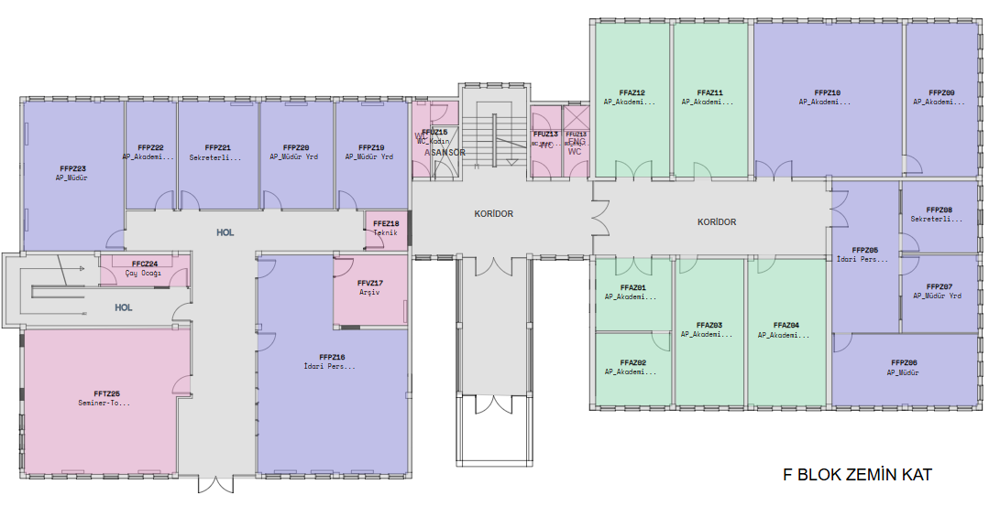 FFAZ12
AP_Akademi...
FFAZ11
AP_Akademi...
FFPZ10
AP_Akademi...
FFPZ09
AP_Akademi...
FFPZ23
AP_Müdür
FFPZ22
AP_Akademi...
FFPZ21
Sekreterli...
FFPZ20
AP_Müdür Yrd
FFPZ19
AP_Müdür Yrd
FFUZ15
WC_Kadın
WC
ASANSÖR
FFUZ13
WC
FFUZ13
ENG
WC
HOL
FFEZ18
Teknik
KORİDOR
KORİDOR
FFPZ08
Sekreterli...
FFPZ05
İdari Pers...
FFCZ24
Çay Ocağı
HOL
FFVZ17
Arşiv
FFAZ01
AP_Akademi...
FFPZ07
AP_Müdür Yrd
FFAZ03
AP_Akademi...
FFAZ04
AP_Akademi...
FFPZ16
İdari Pers...
FFAZ02
AP_Akademi...
FFPZ06
AP_Müdür
FFTZ25
Seminer-To...
F BLOK ZEMİN KAT